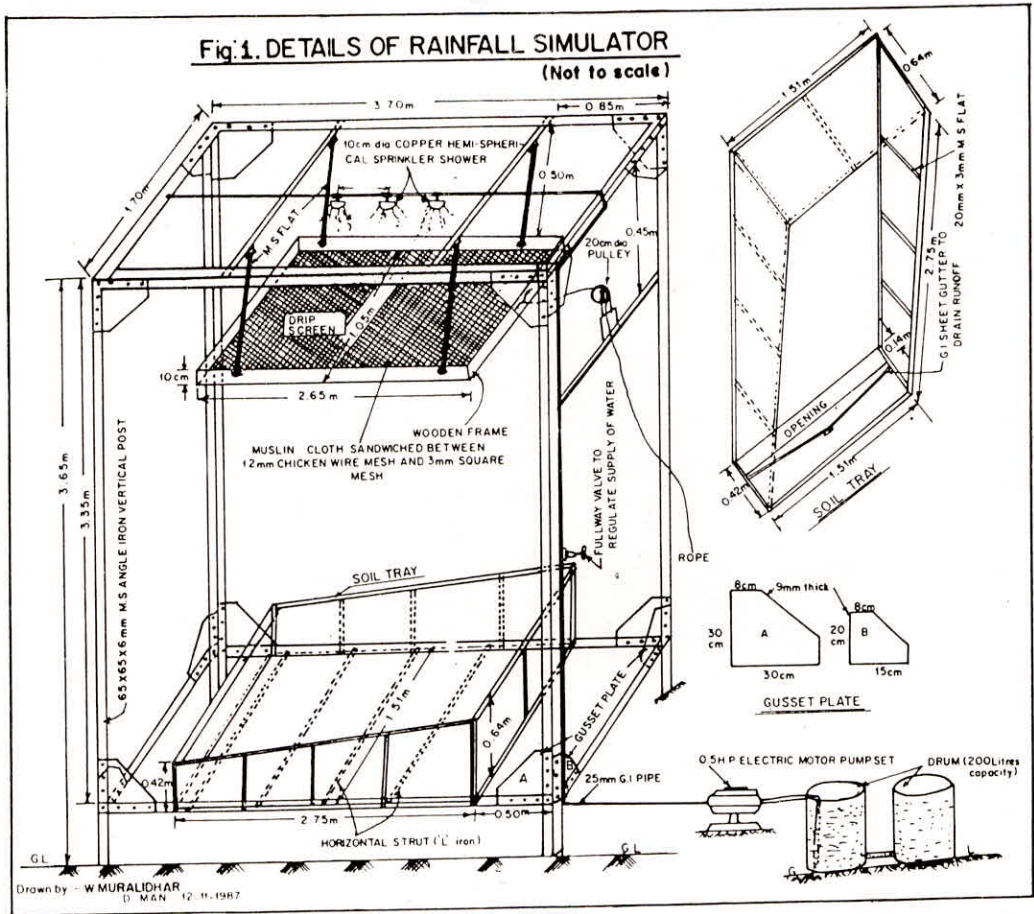 Fig:1. DETAILS OF RAINFALL SIMULATOR
(Not to scale)
3.70m
0.85m
1.70m
10cm dia COPPER HEMI-SPHERI-
CAL SPRINKLER SHOWER
0.50m
M S FLAT
0.45m
20cm dia
PULLEY
DRIP
SCREEN
1.05m
10cm
2.65m
WOODEN FRAME
MUSLIN CLOTH SANDWICHED BETWEEN
12mm CHICKEN WIRE MESH AND 3mm SQUARE
MESH
3.65m
3.35m
65x65x6mm M.S ANGLE IRON VERTICAL POST
FULLWAY VALVE TO
REGULATE SUPPLY OF WATER
ROPE
SOIL TRAY
1.51m
0.64m
GUSSET PLATE
0.42m
A
B
25mm G.I PIPE
2.75m
0.50m
HORIZONTAL STRUT ('L' iron)
G L
G.L
Drawn by - W MURALIDHAR
D MAN 12-11-1987
1.51m
0.64m
20mm X 3mm M S FLAT
2.75m
G I SHEET GUTTER TO
DRAIN RUNOFF
0.14m
OPENING
0.42m
1.51m
SOIL TRAY
8cm
9mm thick
8cm
30
cm
A
20
cm
B
30cm
15cm
GUSSET PLATE
0.5H P ELECTRIC MOTOR PUMP SET
DRUM (200Litres
capacity)
G
L